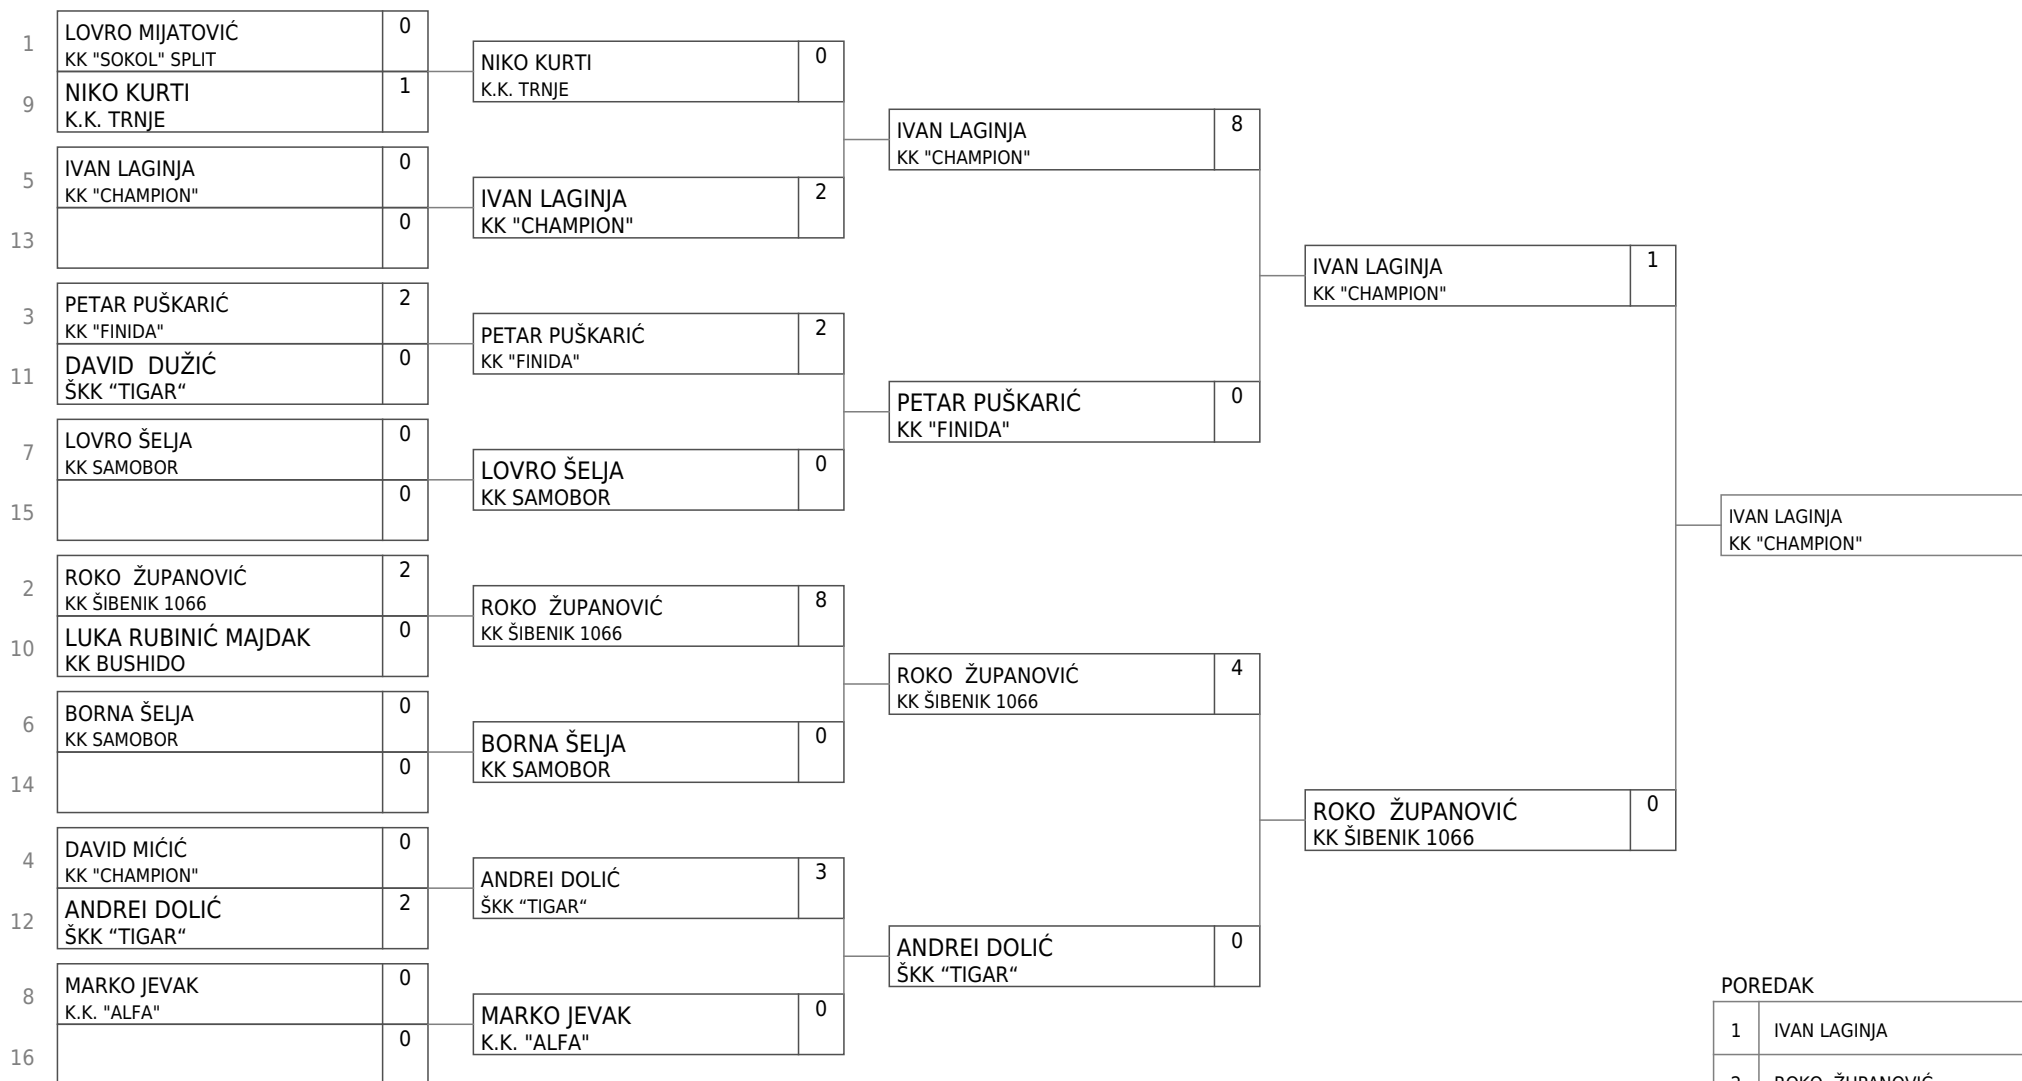 1
LOVRO MIJATOVIĆ
0
KK "SOKOL" SPLIT
9
NIKO KURTI
1
K.K. TRNJE
5
IVAN LAGINJA
0
KK "CHAMPION"
13
0
3
PETAR PUŠKARIĆ
2
KK "FINIDA"
11
DAVID  DUŽIĆ
0
ŠKK “TIGAR“
7
LOVRO ŠELJA
0
KK SAMOBOR
15
0
2
ROKO  ŽUPANOVIĆ
2
KK ŠIBENIK 1066
10
LUKA RUBINIĆ MAJDAK
0
KK BUSHIDO
6
BORNA ŠELJA
0
KK SAMOBOR
14
0
4
DAVID MIĆIĆ
0
KK "CHAMPION"
12
ANDREI DOLIĆ
2
ŠKK “TIGAR“
8
MARKO JEVAK
0
K.K. "ALFA"
16
0
NIKO KURTI
0
K.K. TRNJE
IVAN LAGINJA
2
KK "CHAMPION"
PETAR PUŠKARIĆ
2
KK "FINIDA"
LOVRO ŠELJA
0
KK SAMOBOR
ROKO  ŽUPANOVIĆ
8
KK ŠIBENIK 1066
BORNA ŠELJA
0
KK SAMOBOR
ANDREI DOLIĆ
3
ŠKK “TIGAR“
MARKO JEVAK
0
K.K. "ALFA"
IVAN LAGINJA
8
KK "CHAMPION"
PETAR PUŠKARIĆ
0
KK "FINIDA"
ROKO  ŽUPANOVIĆ
4
KK ŠIBENIK 1066
ANDREI DOLIĆ
0
ŠKK “TIGAR“
IVAN LAGINJA
1
KK "CHAMPION"
ROKO  ŽUPANOVIĆ
0
KK ŠIBENIK 1066
IVAN LAGINJA
KK "CHAMPION"
POREDAK
1 IVAN LAGINJA
2 ROKO  ŽUPANOVIĆ